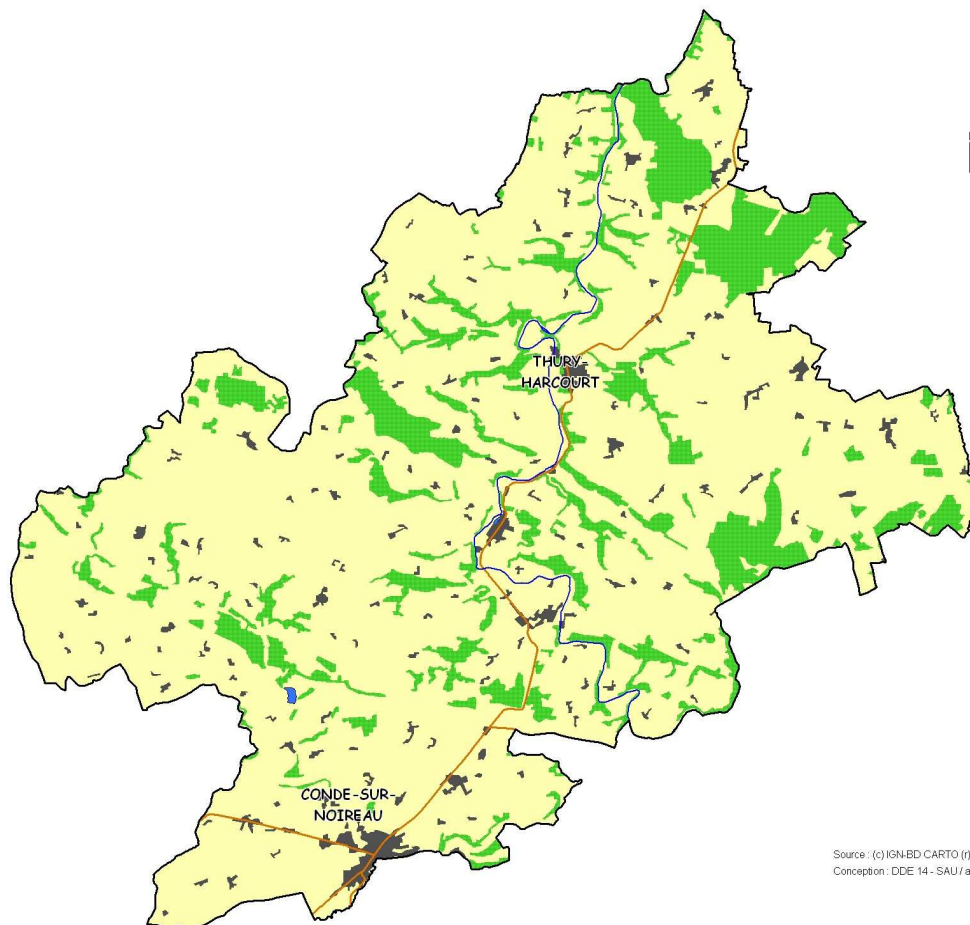 THURY-
HARCOURT
CONDE-SUR-
NOIREAU
Source : (c) IGN-BD CARTO (r)
Conception : DDE 14 - SAU / a